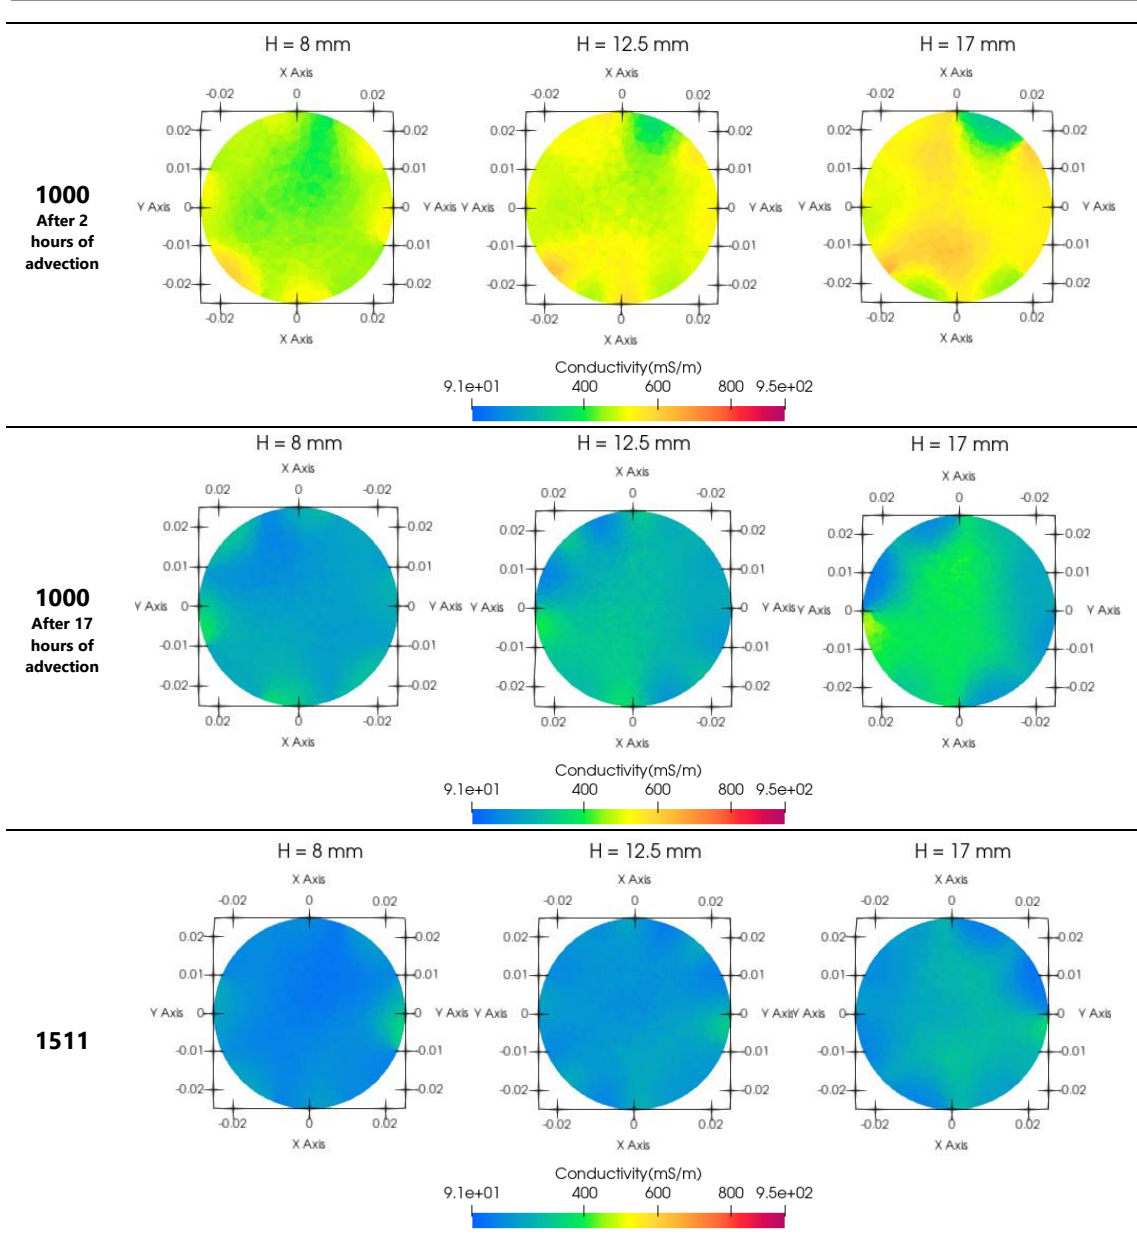 H = 8 mm H = 12.5 mm H = 17 mm
X Axis X Axis X Axis
-0.02 0 0.02 -0.02 0 0.02 -0.02 0 0.02
0.02 0.02 0.02 0.02 0.02 0.02
0.01 0.01 0.01 0.01 0.01 0.01
1000
After 2
hours of
advection
Y Axis 0 0 Y Axis Y Axis 0 0 Y Axis Y Axis 0 0 Y Axis
-0.01 -0.01 -0.01 -0.01 -0.01 -0.01
-0.02 -0.02 -0.02 -0.02 -0.02 -0.02
-0.02 0 0.02 -0.02 0 0.02 -0.02 0 0.02
X Axis X Axis X Axis
Conductivity(mS/m)
9.1e+01 400 600 800 9.5e+02
H = 8 mm H = 12.5 mm H = 17 mm
X Axis X Axis X Axis
0.02 0 -0.02 0.02 0 -0.02 0.02 0 -0.02
0.02 0.02 0.02 0.02 0.02 0.02
0.01 0.01 0.01 0.01 0.01 0.01
1000
After 17
hours of
advection
Y Axis 0 0 Y Axis Y Axis 0 0 Y Axis Y Axis 0 0 Y Axis
-0.01 -0.01 -0.01 -0.01 -0.01 -0.01
-0.02 -0.02 -0.02 -0.02 -0.02 -0.02
0.02 0 -0.02 0.02 0 -0.02 0.02 0 -0.02
X Axis X Axis X Axis
Conductivity(mS/m)
9.1e+01 400 600 800 9.5e+02
H = 8 mm H = 12.5 mm H = 17 mm
X Axis X Axis X Axis
-0.02 0 0.02 -0.02 0 0.02 -0.02 0 0.02
0.02 0.02 0.02 0.02 0.02 0.02
0.01 0.01 0.01 0.01 0.01 0.01
1511
Y Axis 0 0 Y Axis Y Axis 0 0 Y Axis Y Axis 0 0 Y Axis
-0.01 -0.01 -0.01 -0.01 -0.01 -0.01
-0.02 -0.02 -0.02 -0.02 -0.02 -0.02
-0.02 0 0.02 -0.02 0 0.02 -0.02 0 0.02
X Axis X Axis X Axis
Conductivity(mS/m)
9.1e+01 400 600 800 9.5e+02